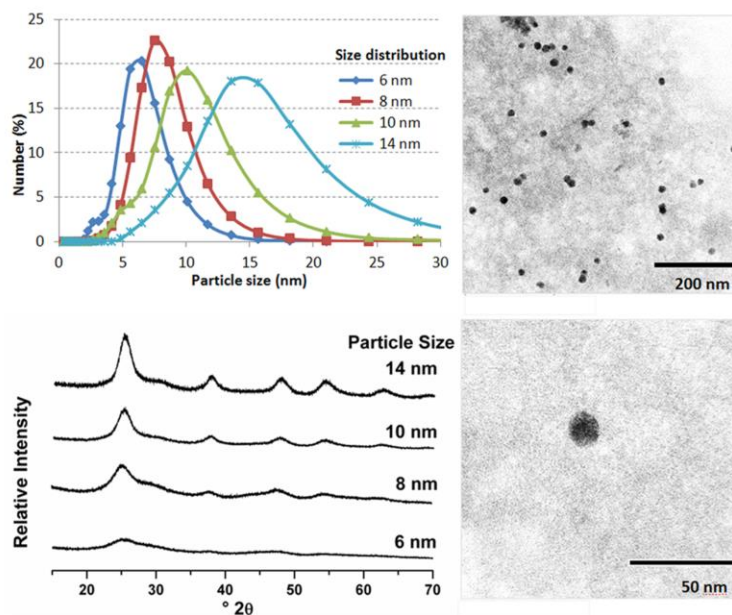 25
20
15
10
5
0
Number (%)
Size distribution
6 nm
8 nm
10 nm
14 nm
0 5 10 15 20 25 30
Particle size (nm)
200 nm
Relative Intensity
Particle Size
14 nm
10 nm
8 nm
6 nm
20 30 40 50 60 70
° 2θ
50 nm